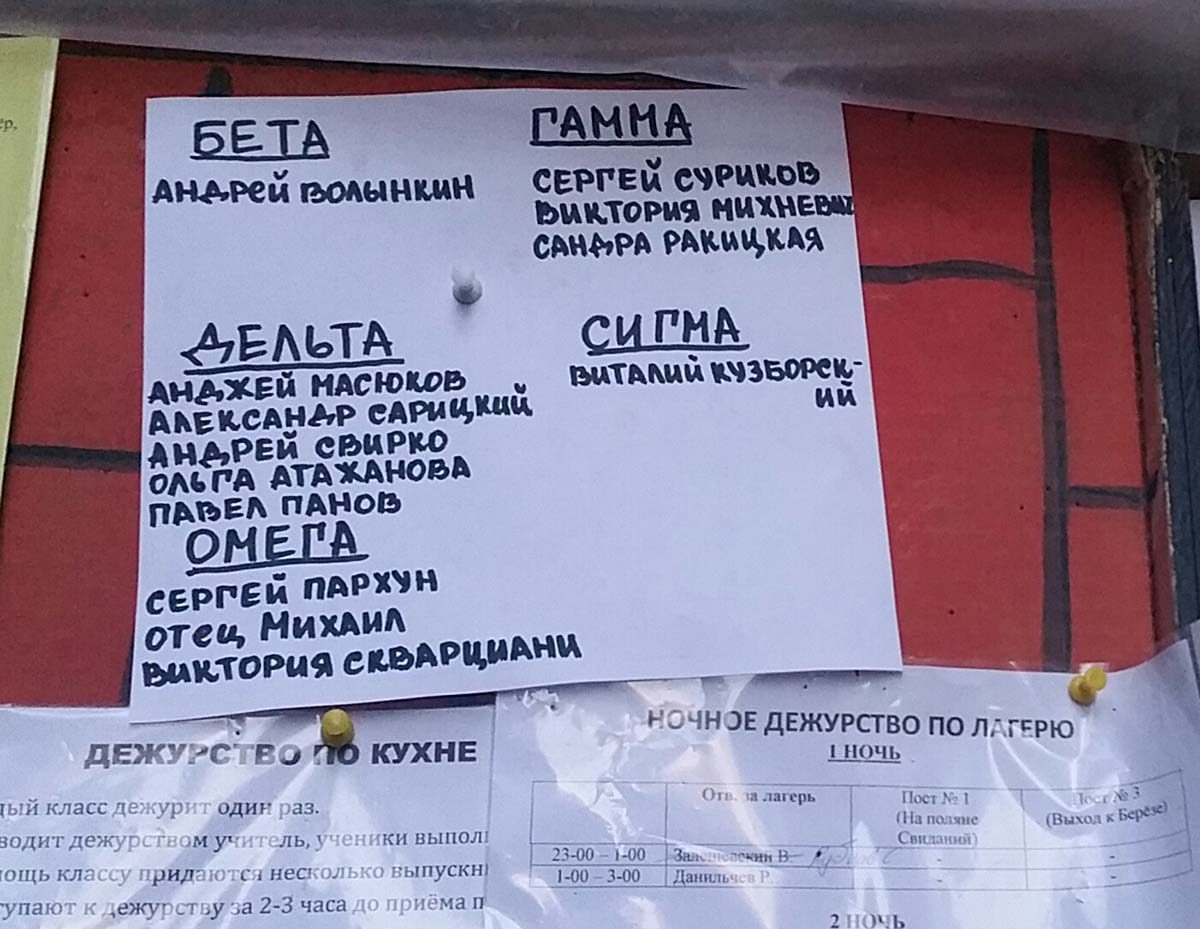 ёр,
БЕТА
АНДРЕЙ ВОЛЫНКИН
ГАММА
СЕРГЕЙ СУРИКОВ
ВИКТОРИЯ МИХНЕВИЧ
САНДРА РАКИЦКАЯ
ДЕЛЬТА
АНДЖЕЙ МАСЮКОВ
АЛЕКСАНДР САРИЦКИЙ
АНДРЕЙ СВИРКО
ОЛЬГА АТАЖАНОВА
ПАВЕЛ ПАНОВ
СИГМА
ВИТАЛИЙ КУЗБОРСК-
ИЙ
ОМЕГА
СЕРГЕЙ ПАРХУН
ОТЕЦ МИХАИЛ
ВИКТОРИЯ СКВАРЦИАНИ
ДЕЖУРСТВО ПО КУХНЕ
дый класс дежурит один раз.
водит дежурством учитель, ученики выпол
ощь классу придаются несколько выпускн
тупают к дежурству за 2-3 часа до приёма п
НОЧНОЕ ДЕЖУРСТВО ПО ЛАГЕРЮ
1 НОЧЬ
Отв. за лагерь
Пост № 1
(На поляне
Свиданий)
Пост № 3
(Выход к Берёзе)
23-00 – 1-00 В. - -
1-00 – 3-00 Данильчев Р. - -
2 НОЧЬ